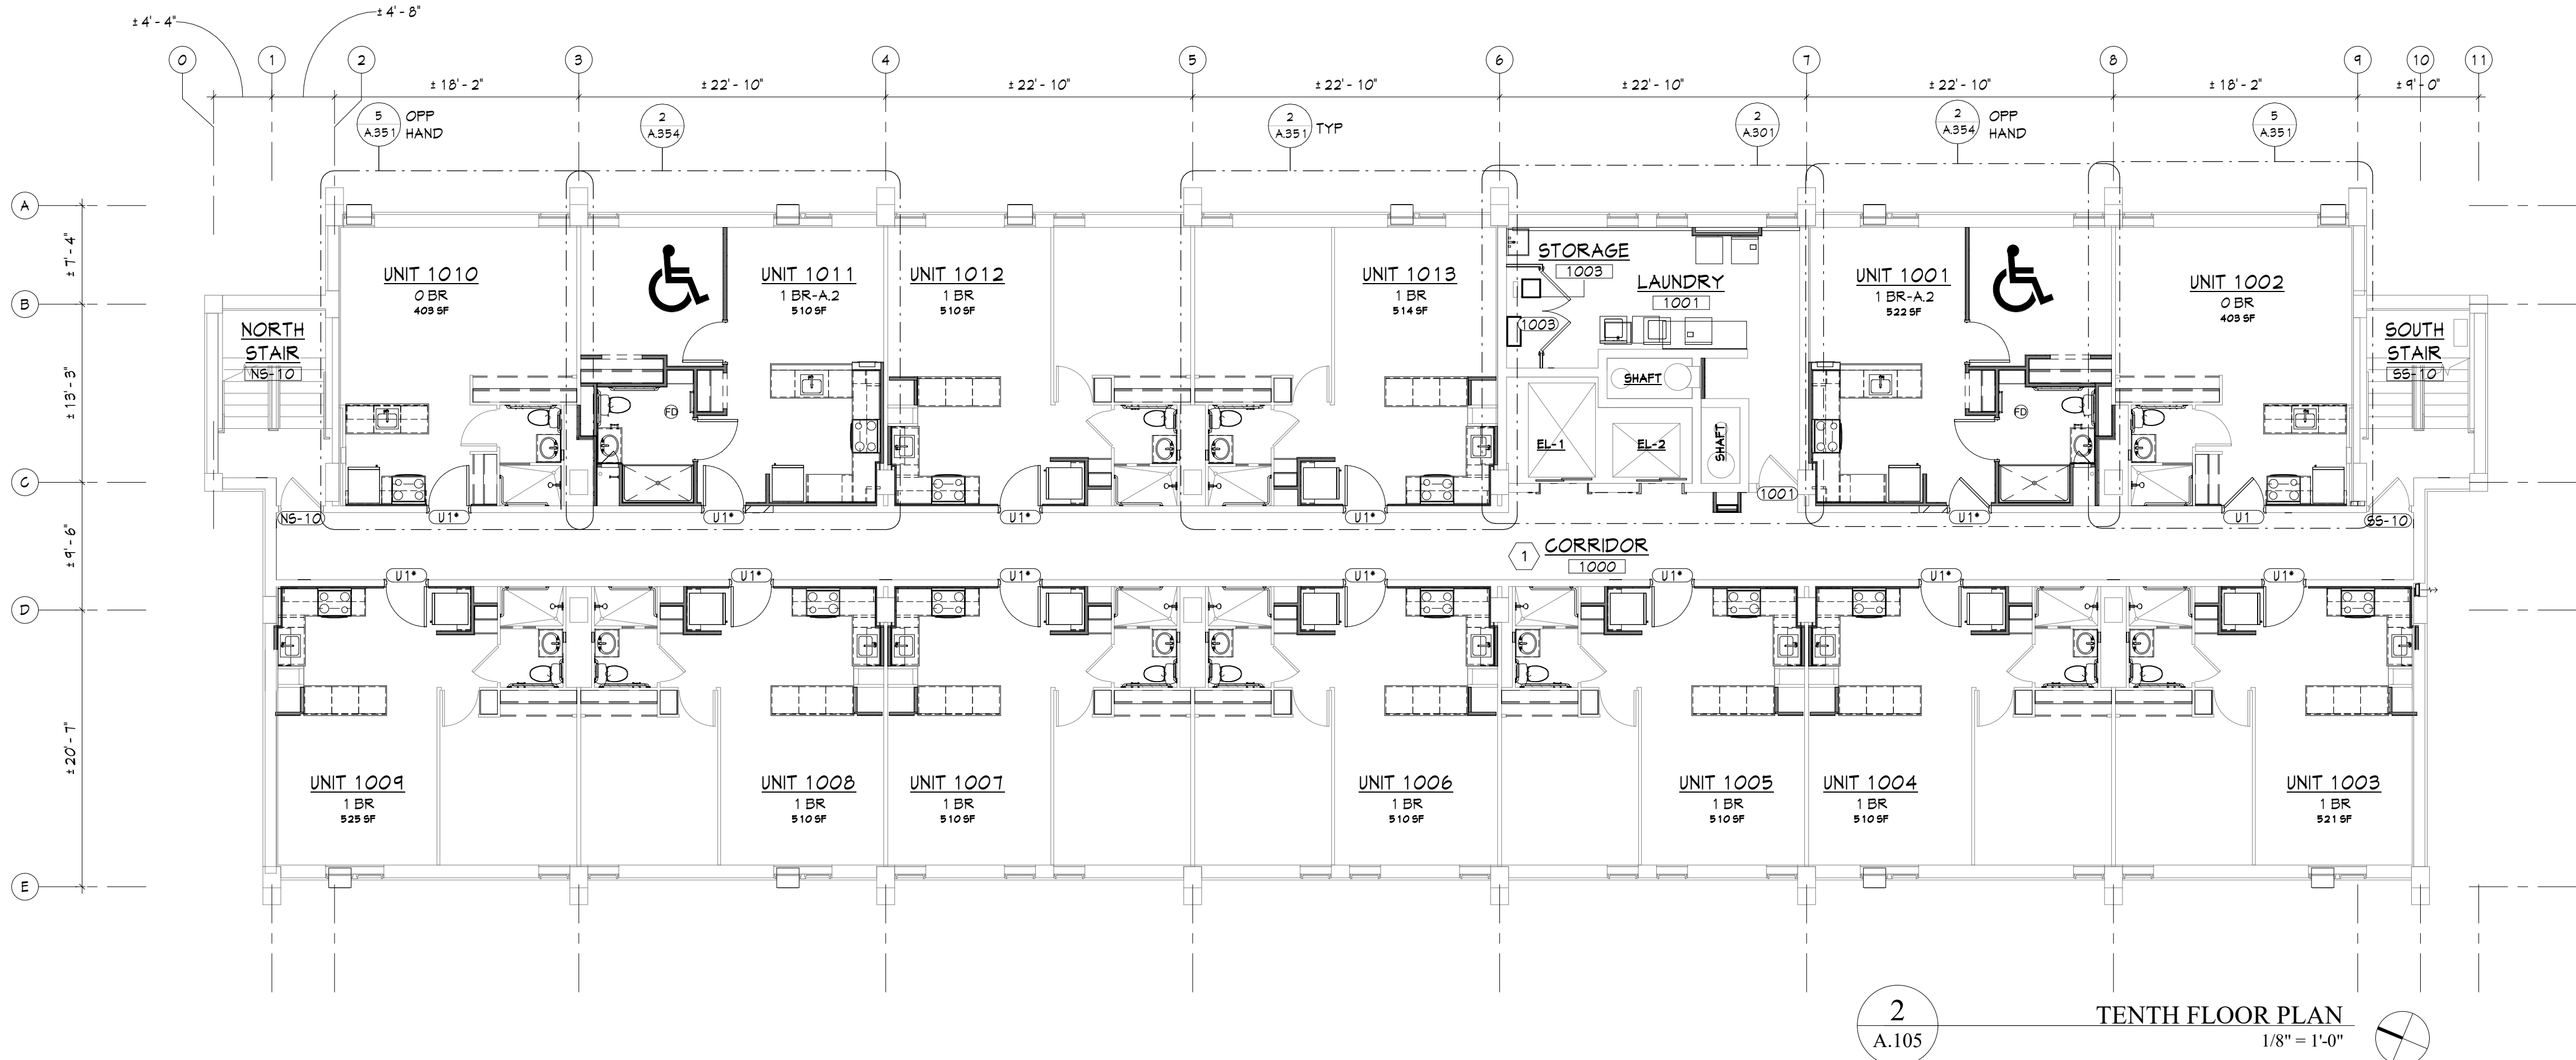 ±4'-4"
±4'-8"
0
1
2
3
4
5
6
7
8
9
10
11
±18'-2"
±22'-10"
±22'-10"
±22'-10"
±22'-10"
±22'-10"
±18'-2"
±9'-0"
5
A.351
OPP
HAND
2
A.354
2
A.351
TYP
2
A.301
2
A.354
OPP
HAND
5
A.351
A
B
C
D
E
±7'-4"
±13'-3"
±9'-6"
±20'-7"
NORTH
STAIR
NS-10
UNIT 1010
0 BR
403 SF
UNIT 1011
1 BR-A.2
510 SF
UNIT 1012
1 BR
510 SF
UNIT 1013
1 BR
514 SF
STORAGE
1003
1003
LAUNDRY
1001
UNIT 1001
1 BR-A.2
522 SF
UNIT 1002
0 BR
403 SF
SOUTH
STAIR
SS-10
FD
SHAFT
EL-1
EL-2
SHAFT
FD
1001
NS-10
U1*
U1*
U1*
U1*
U1*
U1
SS-10
1
CORRIDOR
1000
U1*
U1*
U1*
U1*
U1*
U1*
U1*
UNIT 1009
1 BR
525 SF
UNIT 1008
1 BR
510 SF
UNIT 1007
1 BR
510 SF
UNIT 1006
1 BR
510 SF
UNIT 1005
1 BR
510 SF
UNIT 1004
1 BR
510 SF
UNIT 1003
1 BR
521 SF
2
A.105
TENTH FLOOR PLAN
1/8" = 1'-0"